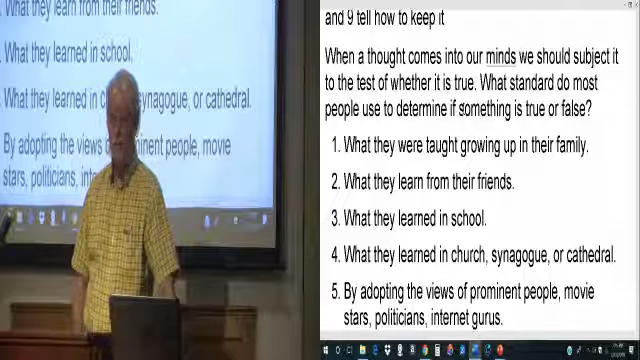 What they learn from their friends.
What they learned in school.
What they learned in ch synagogue, or cathedral.
By adopting the views prominent people, movie
stars, politicians,
and 9 tell how to keep it
When a thought comes into our minds we should subject it
to the test of whether it is true. What standard do most
people use to determine if something is true or false?
1. What they were taught growing up in their family.
2. What they learn from their friends.
3. What they learned in school.
4. What they learned in church, synagogue, or cathedral.
5. By adopting the views of prominent people, movie
stars, politicians, internet gurus.